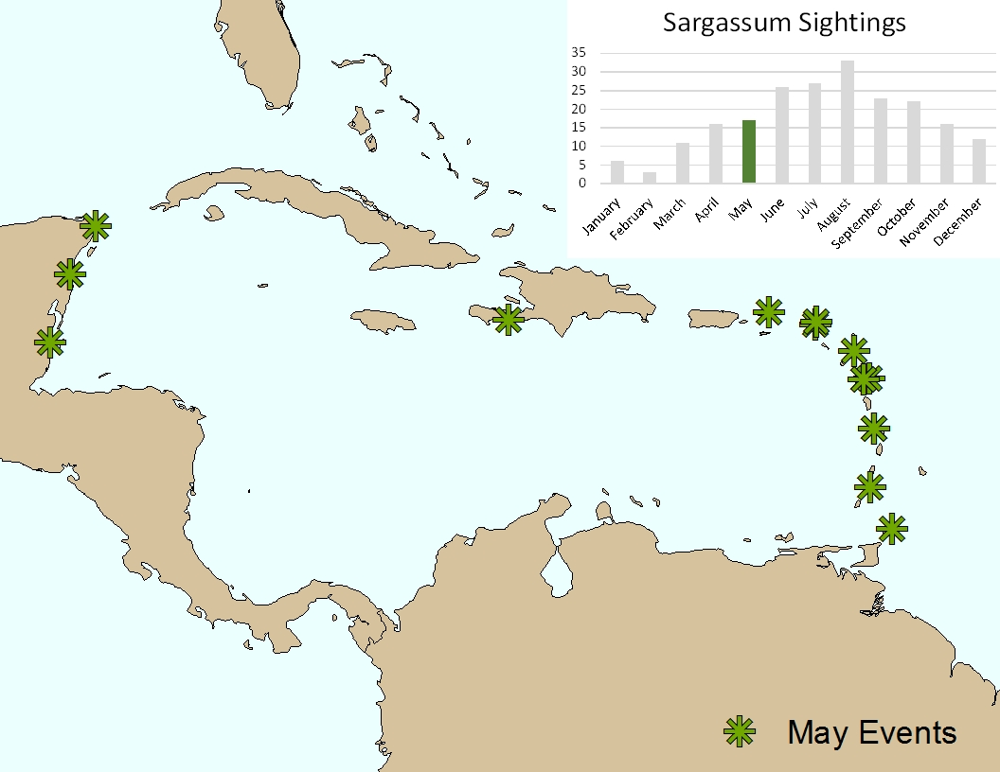 Sargassum Sightings
35
30
25
20
15
10
5
0
January
February
March
April
May
June
July
August
September
October
November
December
May Events